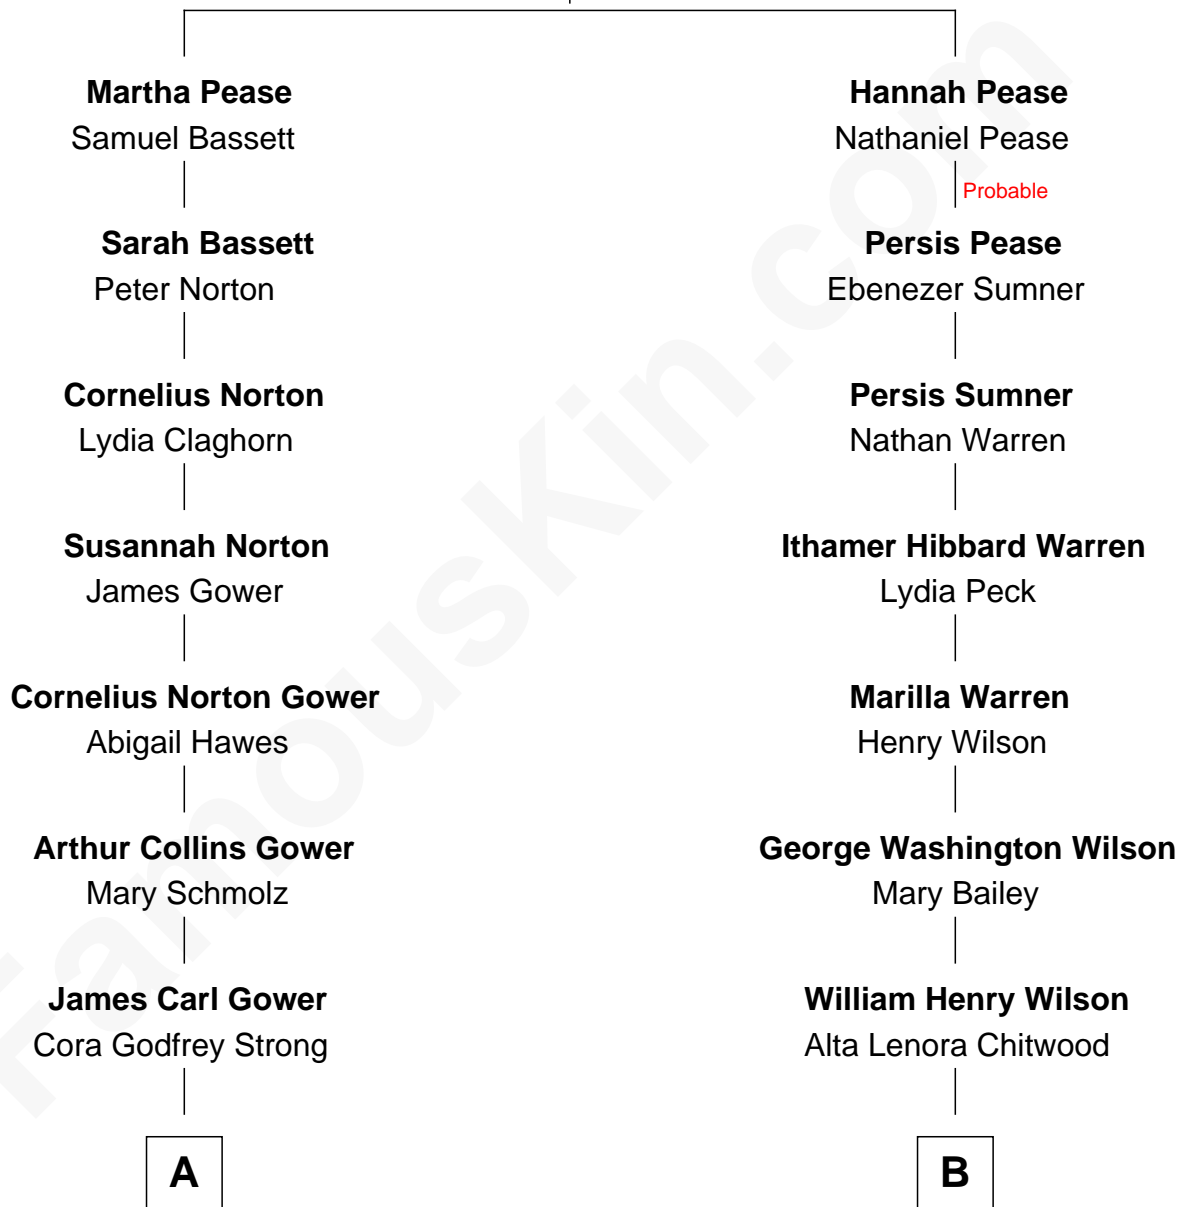 Martha Pease
Samuel Bassett
Sarah Bassett
Peter Norton
Cornelius Norton
Lydia Claghorn
Susannah Norton
James Gower
Cornelius Norton Gower
Abigail Hawes
Arthur Collins Gower
Mary Schmolz
James Carl Gower
Cora Godfrey Strong
A
Hannah Pease
Nathaniel Pease
Probable
Persis Pease
Ebenezer Sumner
Persis Sumner
Nathan Warren
Ithamer Hibbard Warren
Lydia Peck
Marilla Warren
Henry Wilson
George Washington Wilson
Mary Bailey
William Henry Wilson
Alta Lenora Chitwood
B
FamousKin.com